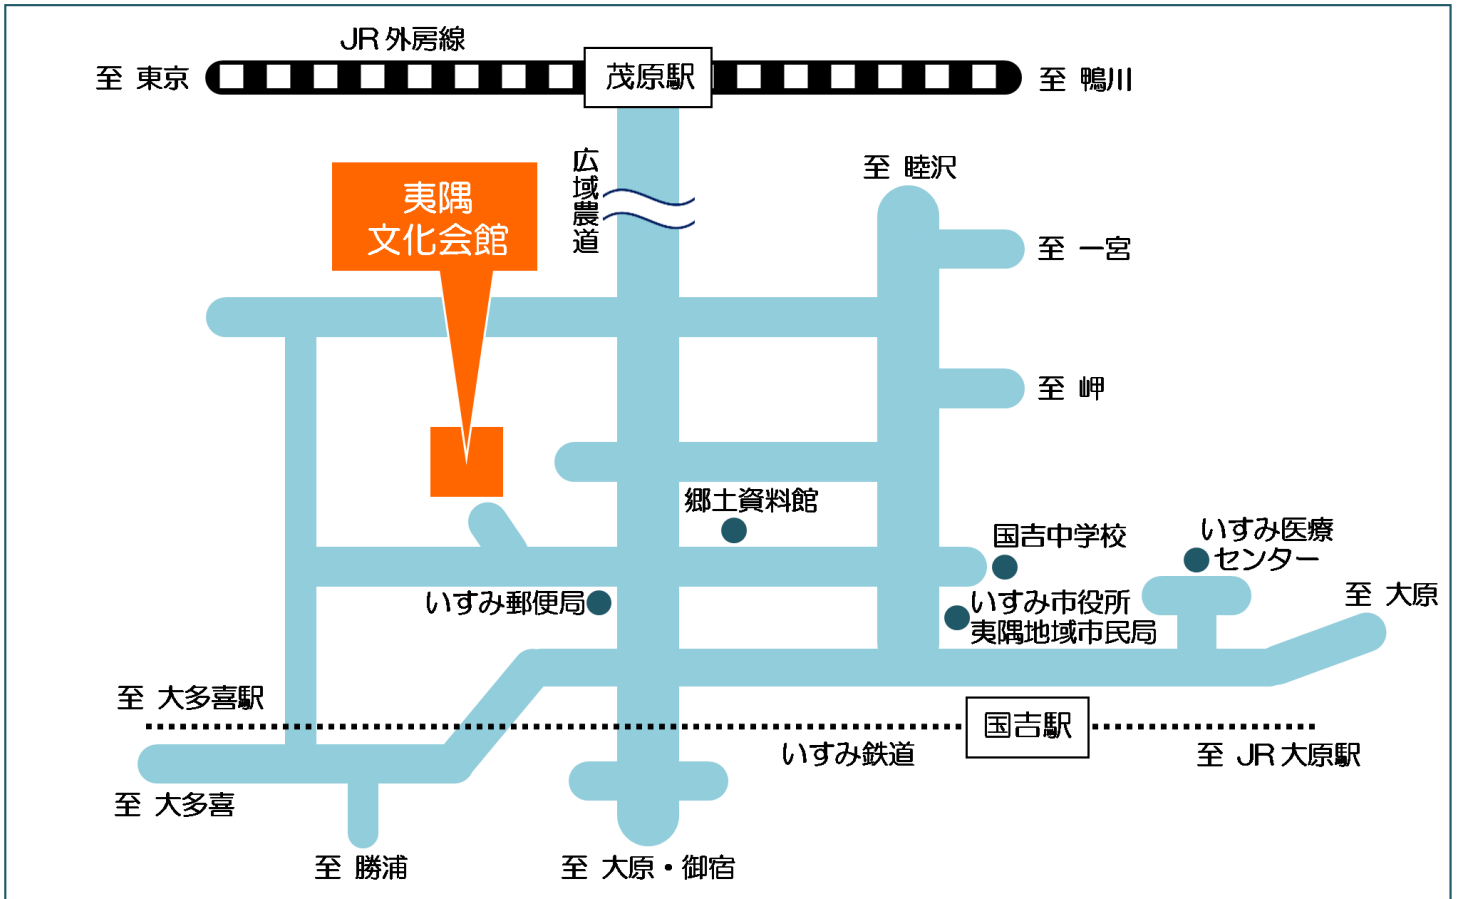 JR 外房線
至 東京
茂原駅
至 鴨川
広域農道
至 睦沢
夷隅
文化会館
至 一宮
至 岬
郷土資料館
国吉中学校
いすみ医療
センター
いすみ郵便局
いすみ市役所
夷隅地域市民局
至 大原
至 大多喜駅
国吉駅
いすみ鉄道
至 JR 大原駅
至 大多喜
至 勝浦
至 大原・御宿